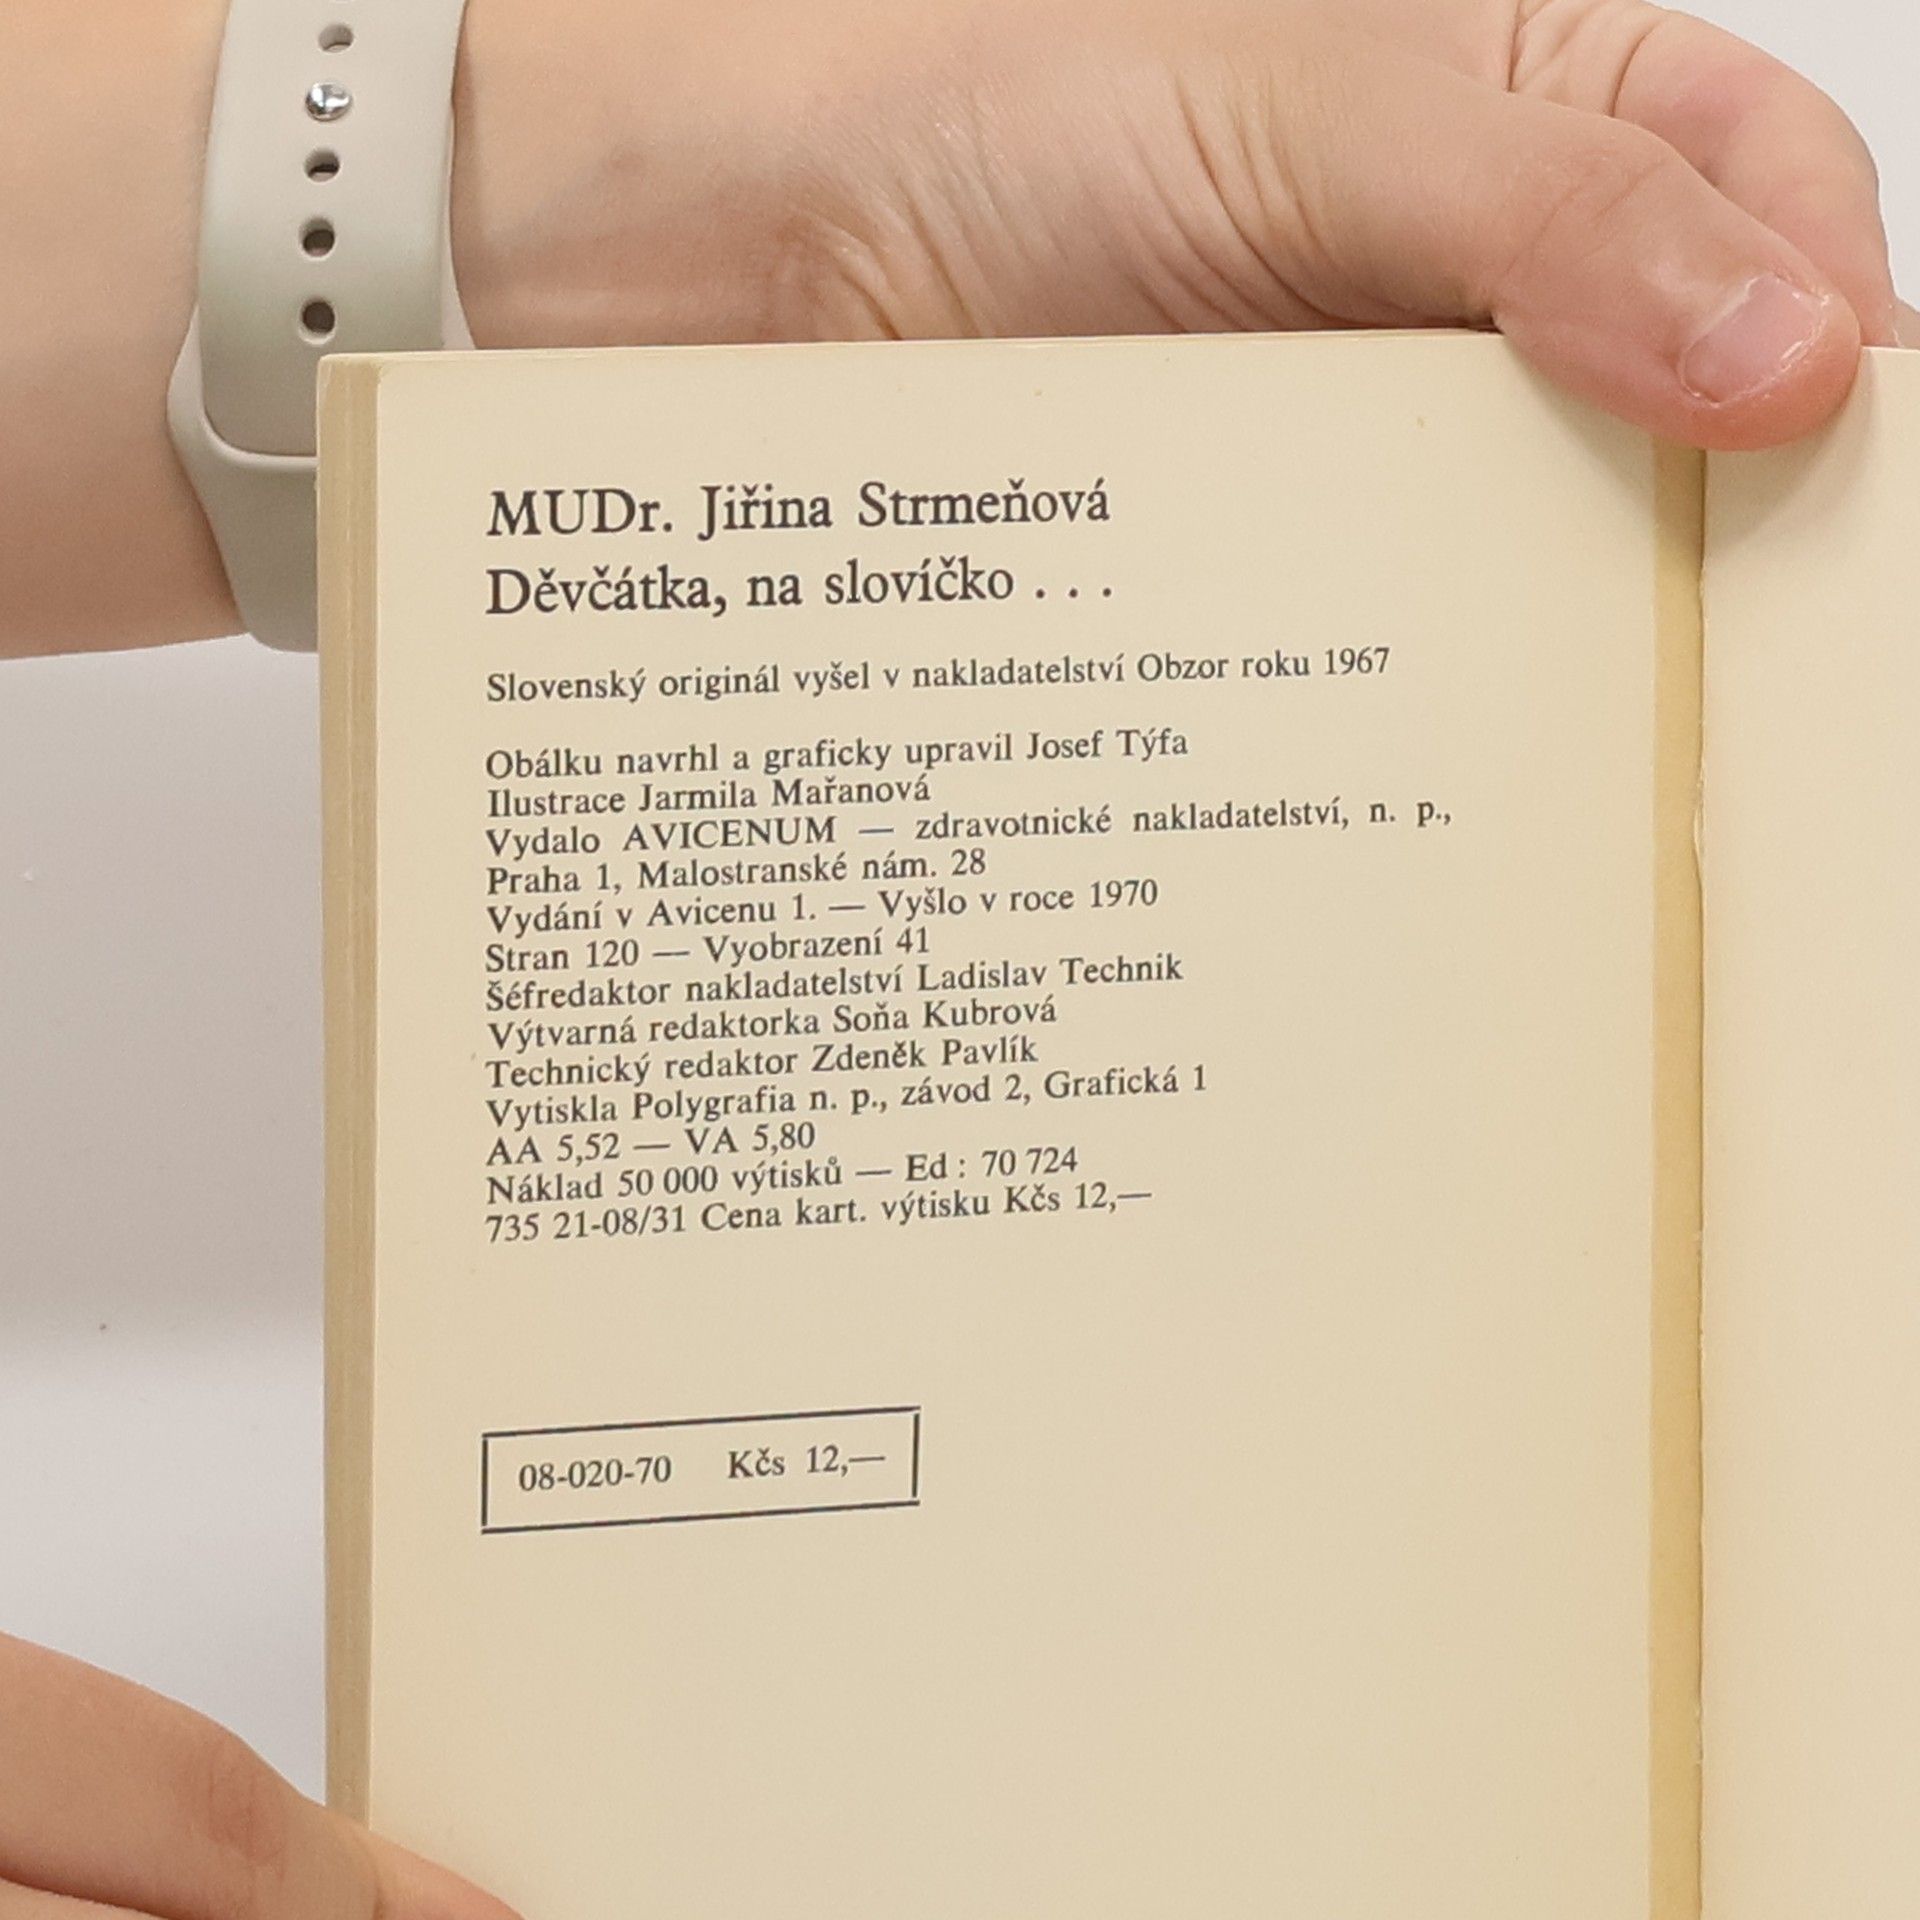 MUDr. Jiřina Strmeňová
Děvčátka, na slovíčko . . .
Slovenský originál vyšel v nakladatelství Obzor roku 1967
Obálku navrhl a graficky upravil Josef Týfa
Ilustrace Jarmila Mařanová
Vydalo AVICENUM — zdravotnické nakladatelství, n. p.,
Praha 1, Malostranské nám. 28
Vydání v Avicenu 1. — Vyšlo v roce 1970
Stran 120 — Vyobrazení 41
Šéfredaktor nakladatelství Ladislav Technik
Výtvarná redaktorka Soňa Kubrová
Technický redaktor Zdeněk Pavlík
Vytiskla Polygrafia n. p., závod 2, Grafická 1
AA 5,52 — VA 5,80
Náklad 50 000 výtisků — Ed : 70 724
735 21-08/31 Cena kart. výtisku Kčs 12,—
08-020-70 Kčs 12,—